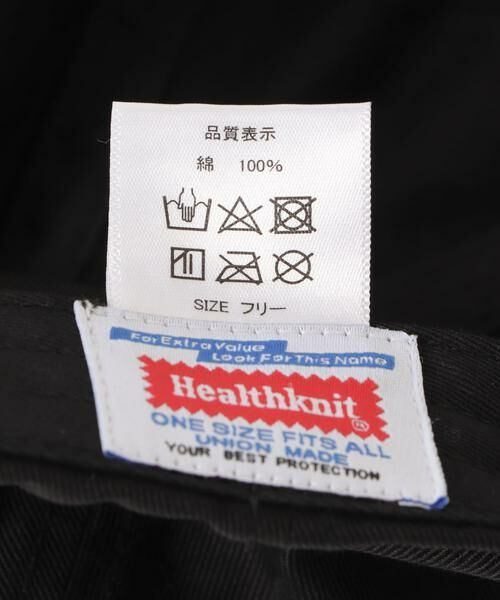 品質表示
綿 100%
SIZE フリー
For Extra Value
Look For This Name
Healthknit®
ONE SIZE FITS ALL
UNION MADE
YOUR BEST PROTECTION